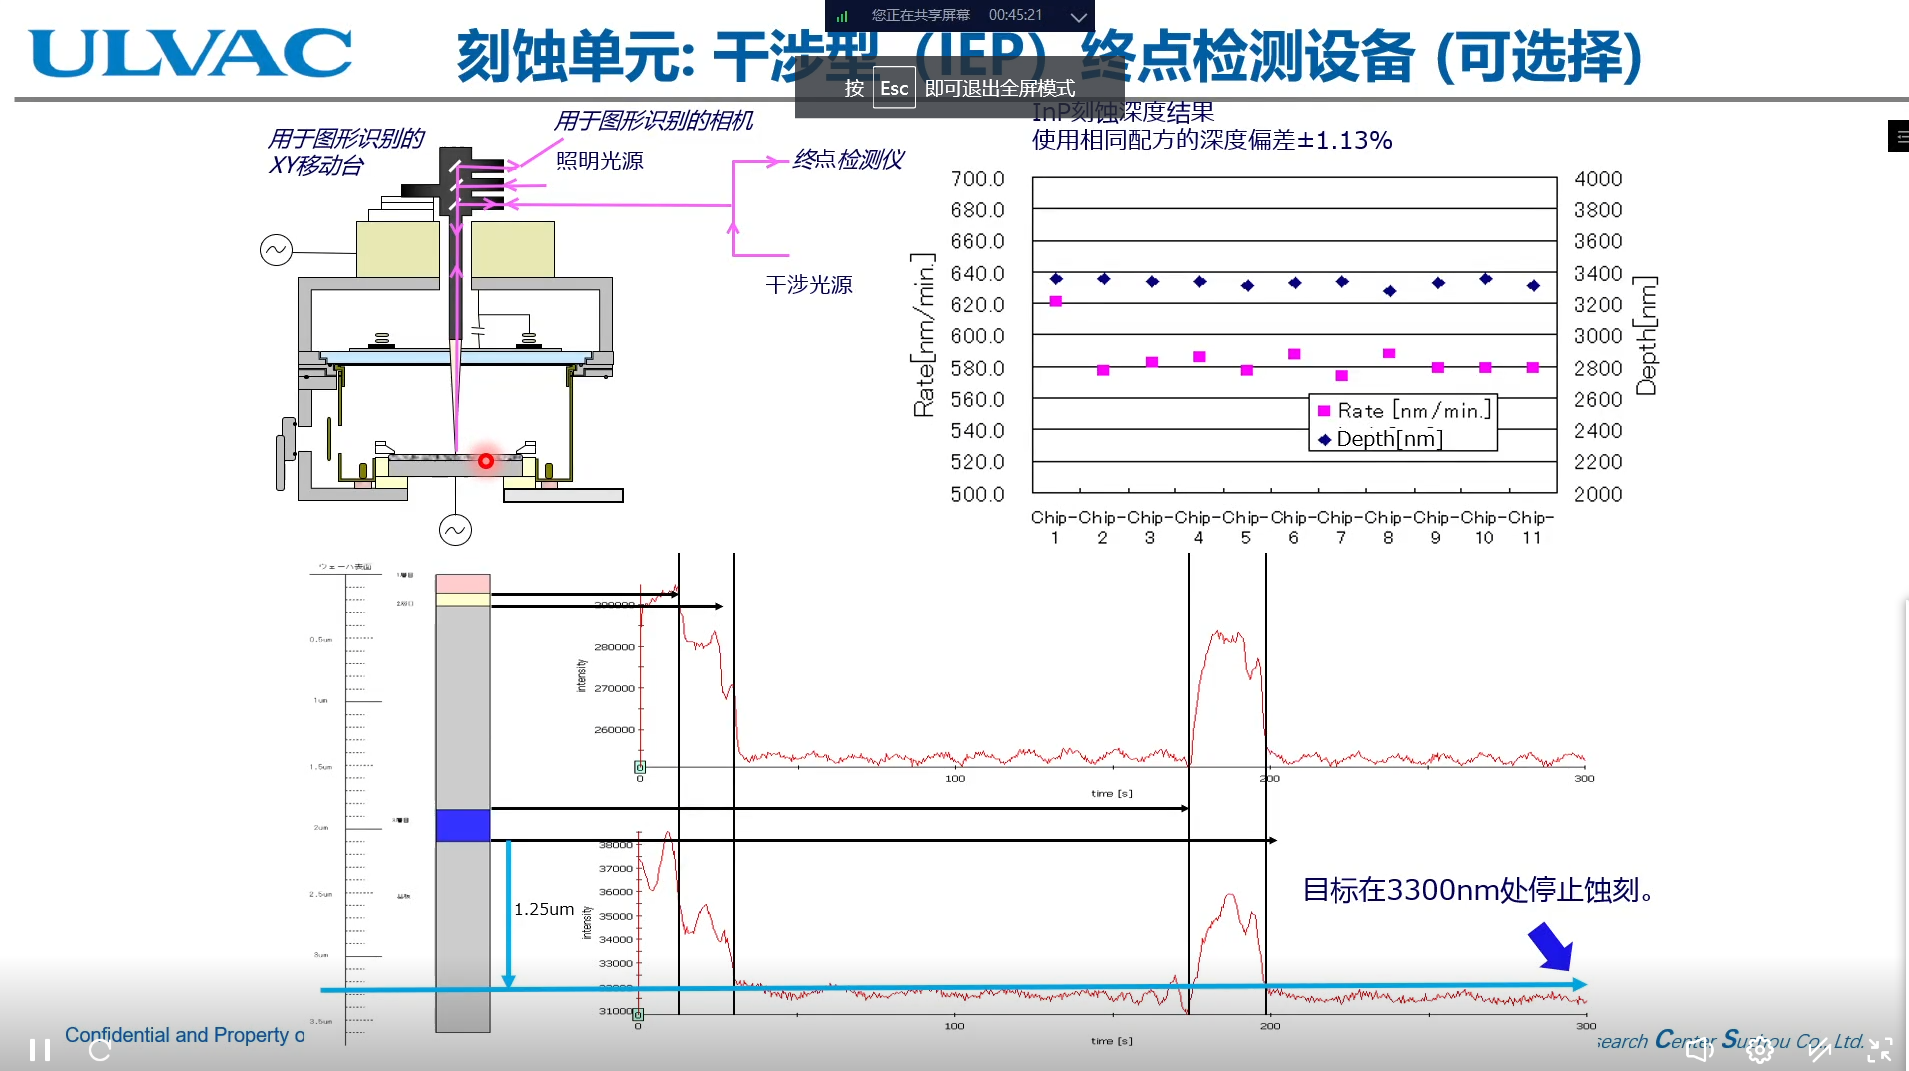 您正在共享屏幕 00:45:21
ULVAC
刻蚀单元: 干涉型 (IEP) 终点检测设备 (可选择)
按 Esc 即可退出全屏模式
用于图形识别的
XY移动台
用于图形识别的相机
照明光源
终点检测仪
干涉光源
InP刻蚀深度结果
使用相同配方的深度偏差±1.13%
700.0
680.0
660.0
640.0
620.0
600.0
580.0
560.0
540.0
520.0
500.0
Rate[nm/min.]
4000
3800
3600
3400
3200
3000
2800
2600
2400
2200
2000
Depth[nm]
Rate [nm/min.]
Depth[nm]
Chip-1
Chip-2
Chip-3
Chip-4
Chip-5
Chip-6
Chip-7
Chip-8
Chip-9
Chip-10
Chip-11
ウェーハ表面
0.5um
1um
1.5um
2um
2.5um
3um
3.5um
1.25um
290000
280000
270000
260000
intensity
0
100
200
300
time [s]
38000
37000
36000
35000
34000
33000
31000
intensity
0
100
200
300
time [s]
目标在3300nm处停止蚀刻。
Confidential and Property o
search Center Suzhou Co., Ltd.